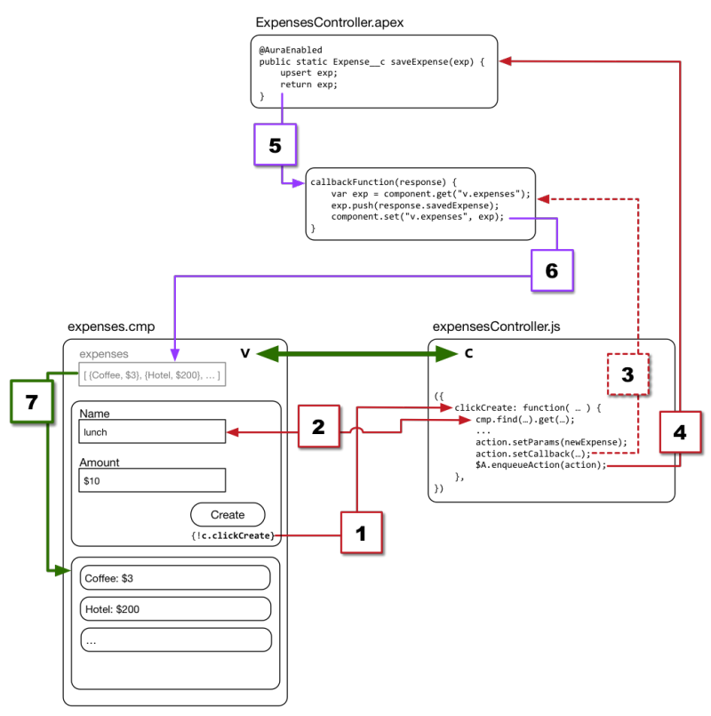 ExpensesController.apex
@AuraEnabled
public static Expense__c saveExpense(exp) {
upsert exp;
return exp;
}
5
callbackFunction(response) {
var exp = component.get("v.expenses");
exp.push(response.savedExpense);
component.set("v.expenses", exp);
}
6
expenses.cmp
expensesController.js
expenses
V
C
[ {Coffee, $3}, {Hotel, $200}, ... ]
3
7
({
clickCreate: function( … ) {
cmp.find(…).get(…);
...
action.setParams(newExpense);
action.setCallback(…);
$A.enqueueAction(action);
},
})
4
Name
lunch
2
Amount
$10
Create
{!c.clickCreate}
1
Coffee: $3
Hotel: $200
...